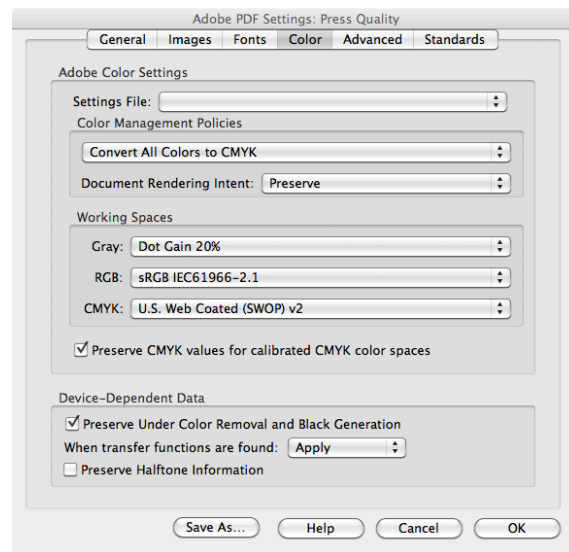 Adobe PDF Settings: Press Quality
General Images Fonts Color Advanced Standards
Adobe Color Settings
Settings File:
Color Management Policies
Convert All Colors to CMYK
Document Rendering Intent: Preserve
Working Spaces
Gray: Dot Gain 20%
RGB: sRGB IEC61966-2.1
CMYK: U.S. Web Coated (SWOP) v2
Preserve CMYK values for calibrated CMYK color spaces
Device-Dependent Data
Preserve Under Color Removal and Black Generation
When transfer functions are found: Apply
Preserve Halftone Information
Save As... Help Cancel OK